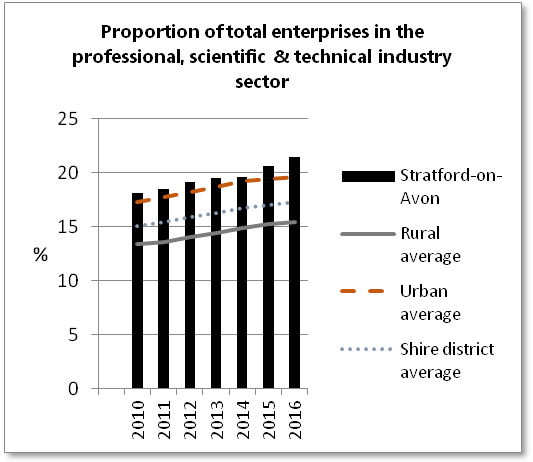 Proportion of total enterprises in the
professional, scientific & technical industry
sector
25
20
15
10
5
0
%
2010
2011
2012
2013
2014
2015
2016
Stratford-on-
Avon
Rural
average
Urban
average
Shire district
average